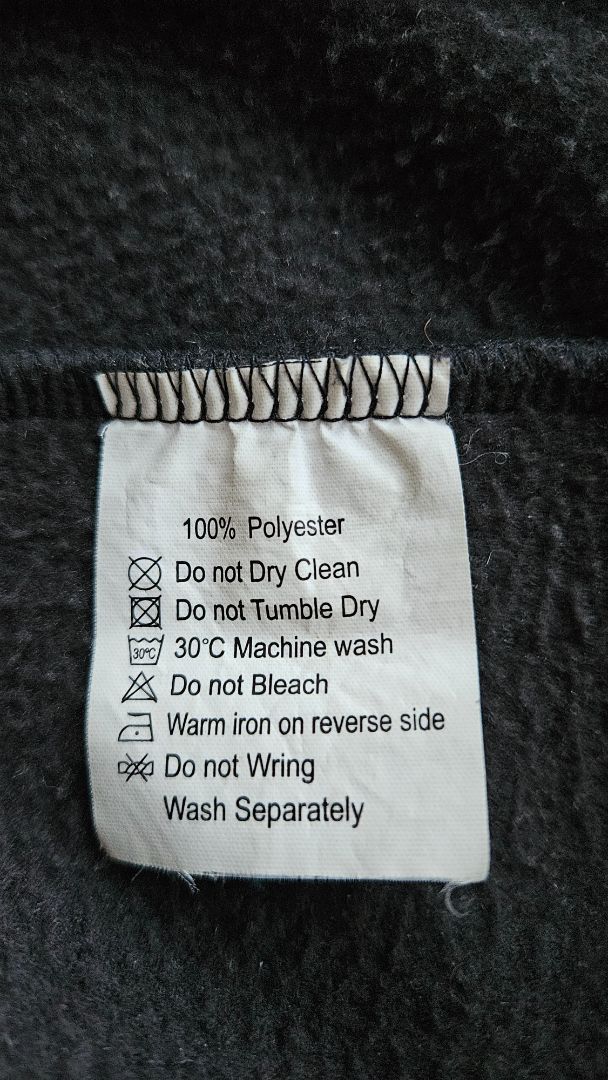 100% Polyester
Do not Dry Clean
Do not Tumble Dry
30°C 30°C Machine wash
Do not Bleach
Warm iron on reverse side
Do not Wring
Wash Separately